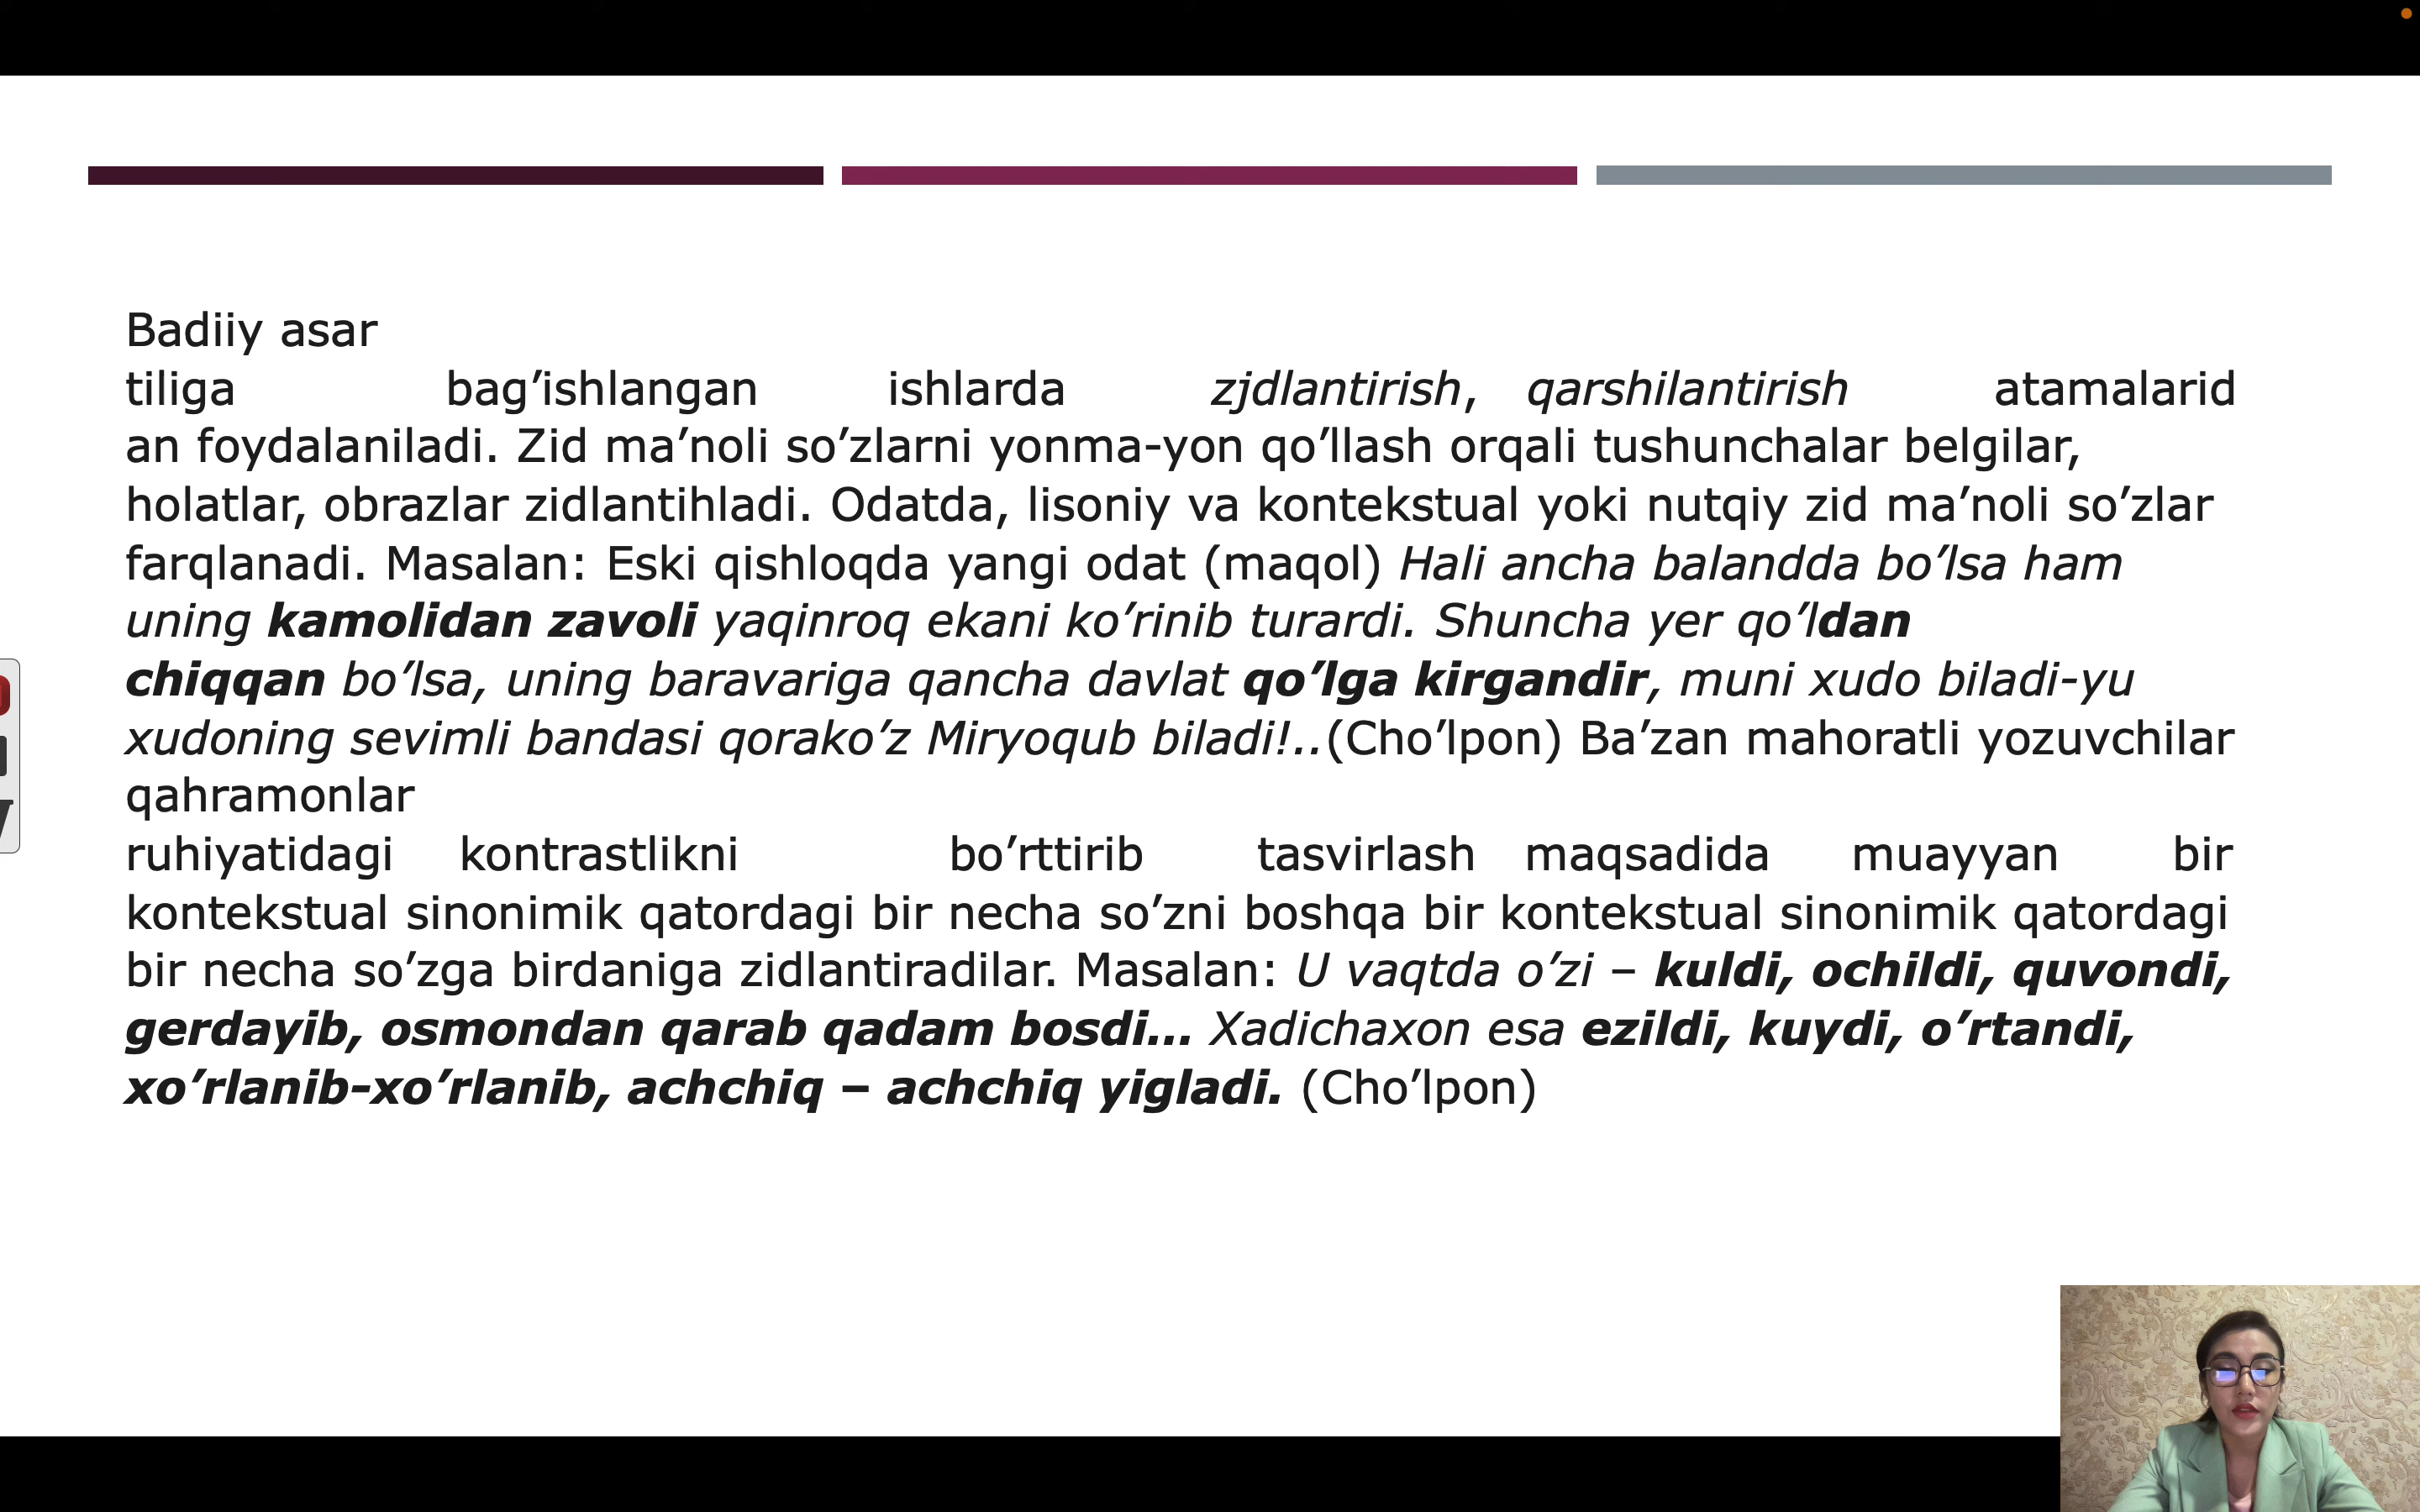 Badiiy asar
tiliga bag’ishlangan ishlarda zjdlantirish, qarshilantirish atamalarid
an foydalaniladi. Zid ma’noli so’zlarni yonma-yon qo’llash orqali tushunchalar belgilar,
holatlar, obrazlar zidlantihladi. Odatda, lisoniy va kontekstual yoki nutqiy zid ma’noli so’zlar
farqlanadi. Masalan: Eski qishloqda yangi odat (maqol) Hali ancha balandda bo’lsa ham
uning kamolidan zavoli yaqinroq ekani ko’rinib turardi. Shuncha yer qo’ldan
chiqqan bo’lsa, uning baravariga qancha davlat qo’lga kirgandir, muni xudo biladi-yu
xudoning sevimli bandasi qorako’z Miryoqub biladi!..(Cho’lpon) Ba’zan mahoratli yozuvchilar
qahramonlar
ruhiyatidagi kontrastlikni bo’rttirib tasvirlash maqsadida muayyan bir
kontekstual sinonimik qatordagi bir necha so’zni boshqa bir kontekstual sinonimik qatordagi
bir necha so’zga birdaniga zidlantiradilar. Masalan: U vaqtda o’zi – kuldi, ochildi, quvondi,
gerdayib, osmondan qarab qadam bosdi... Xadichaxon esa ezildi, kuydi, o’rtandi,
xo’rlanib-xo’rlanib, achchiq – achchiq yigladi. (Cho’lpon)